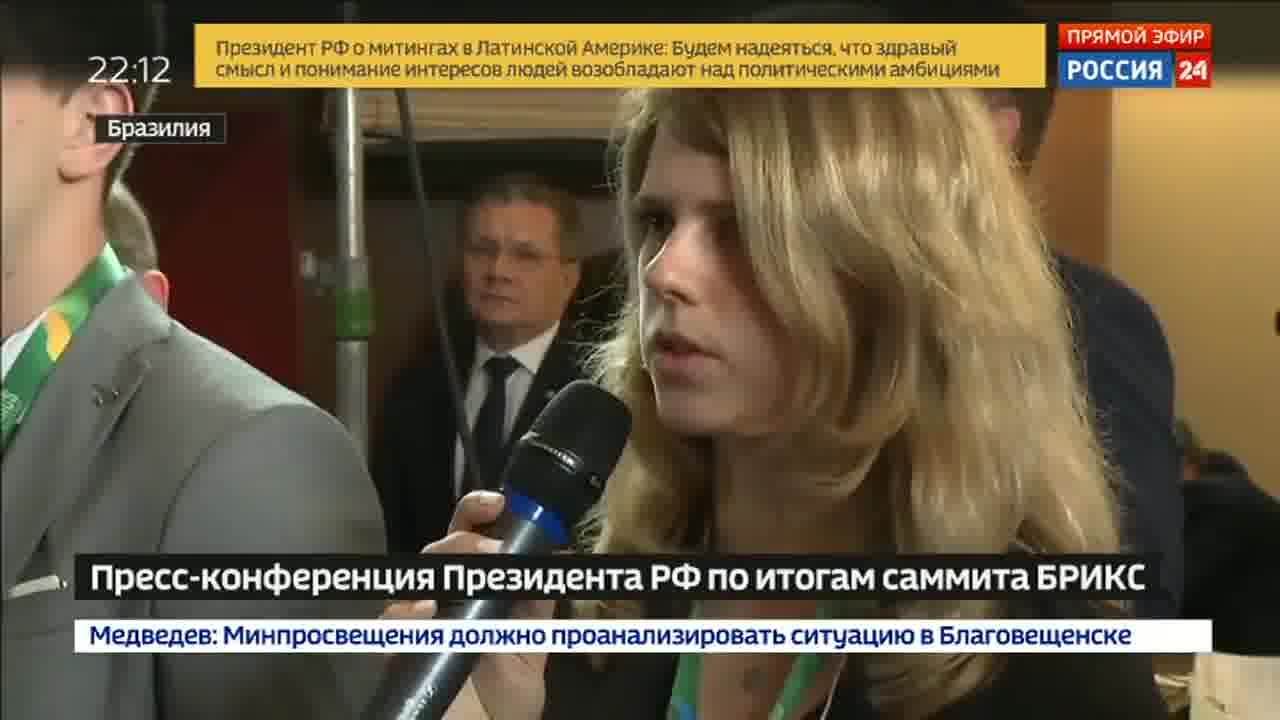 22:12
Президент РФ о митингах в Латинской Америке: Будем надеяться, что здравый
смысл и понимание интересов людей возобладают над политическими амбициями
ПРЯМОЙ ЭФИР
РОССИЯ 24
Бразилия
Пресс-конференция Президента РФ по итогам саммита БРИКС
Медведев: Минпросвещения должно проанализировать ситуацию в Благовещенске